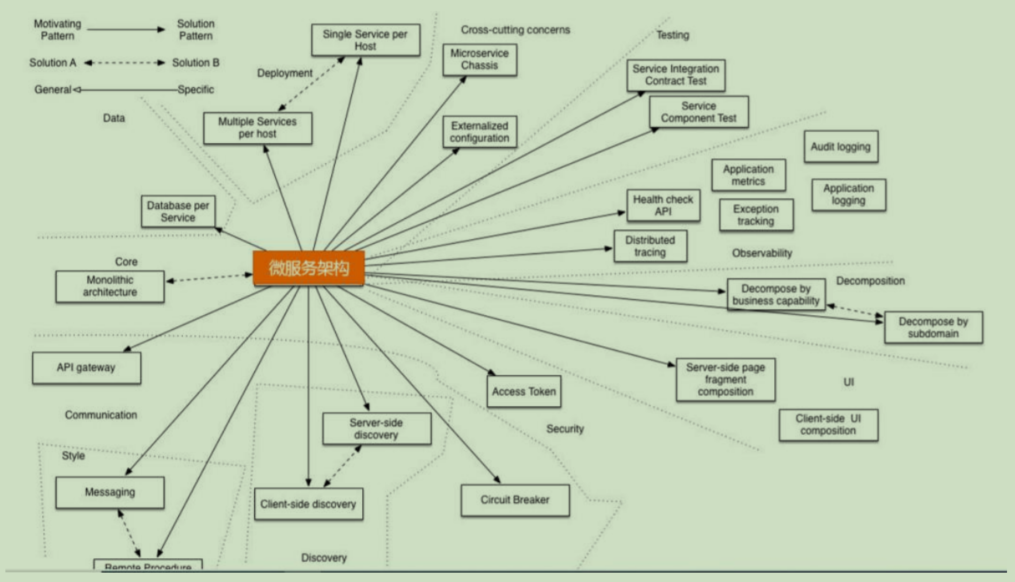 Motivating
Pattern
Solution
Pattern
Solution A
Solution B
General
Specific
Data
Deployment
Single Service per
Host
Multiple Services
per host
Cross-cutting concerns
Microservice
Chassis
Externalized
configuration
Testing
Service Integration
Contract Test
Service
Component Test
Audit logging
Application
metrics
Application
logging
Health check
API
Exception
tracking
Distributed
tracing
Observability
Database per
Service
微服务架构
Core
Monolithic
architecture
Decomposition
Decompose by
business capability
Decompose by
subdomain
API gateway
Server-side page
fragment
composition
UI
Client-side UI
composition
Access Token
Security
Communication
Server-side
discovery
Style
Messaging
Client-side discovery
Circuit Breaker
Discovery
Remote Procedure